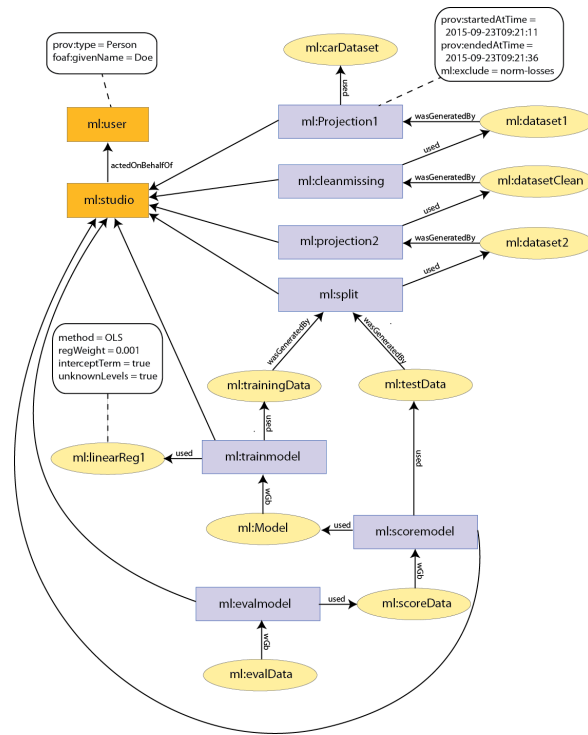 prov:type = Person
foaf:givenName = Doe
ml:carDataset
prov:startedAtTime =
2015-09-23T09:21:11
prov:endedAtTime =
2015-09-23T09:21:36
ml:exclude = norm-losses
used
ml:user
ml:Projection1
wasGeneratedBy
ml:dataset1
actedOnBehalfOf
used
ml:studio
ml:cleanmissing
wasGeneratedBy
ml:datasetClean
used
ml:projection2
wasGeneratedBy
ml:dataset2
used
ml:split
wasGeneratedBy
wasGeneratedBy
method = OLS
regWeight = 0.001
interceptTerm = true
unknownLevels = true
ml:trainingData
ml:testData
used
used
ml:linearReg1
used
ml:trainmodel
wGb
ml:Model
used
ml:scoremodel
wGb
ml:evalmodel
used
ml:scoreData
wGb
ml:evalData